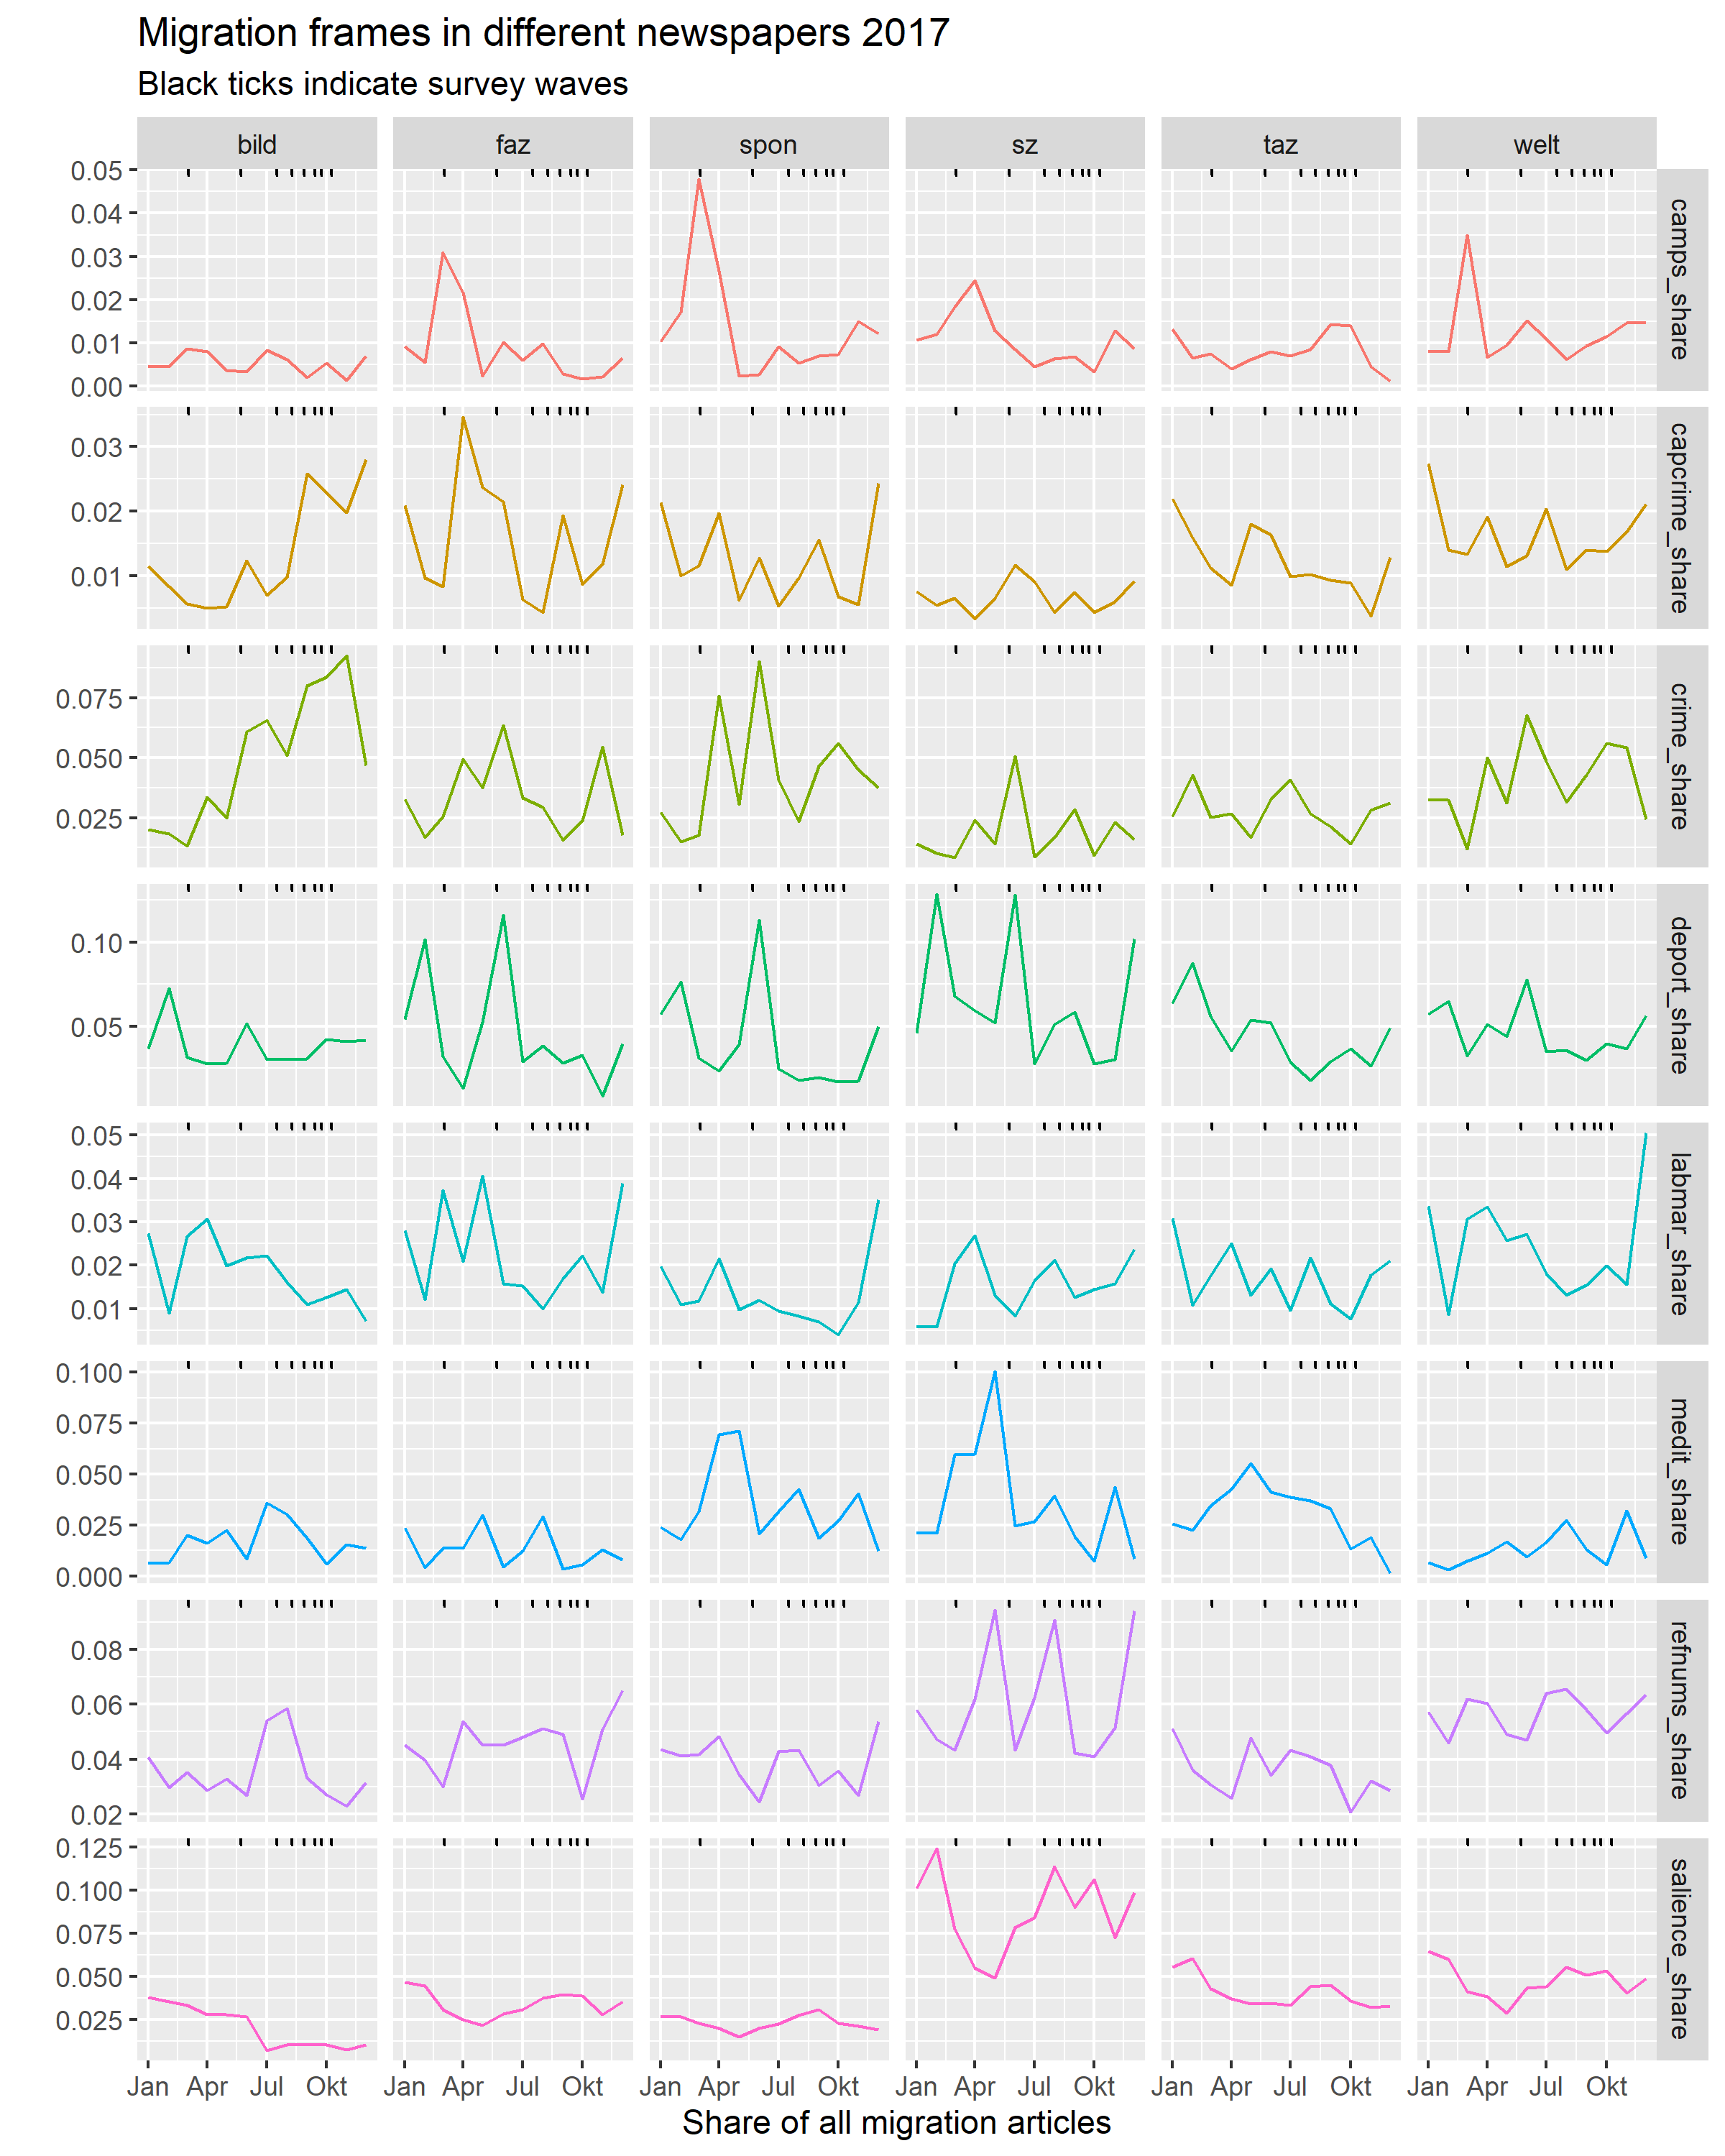 Migration frames in different newspapers 2017
Black ticks indicate survey waves
bild faz spon sz taz welt
0.05
0.04
0.03
0.02
0.01
0.00
camps_share
0.03
0.02
0.01
capcrime_share
0.075
0.050
0.025
crime_share
0.10
0.05
deport_share
0.05
0.04
0.03
0.02
0.01
labmar_share
0.100
0.075
0.050
0.025
0.000
medit_share
0.08
0.06
0.04
0.02
refnums_share
0.125
0.100
0.075
0.050
0.025
salience_share
Jan Apr Jul Okt Jan Apr Jul Okt Jan Apr Jul Okt Jan Apr Jul Okt Jan Apr Jul Okt Jan Apr Jul Okt
Share of all migration articles